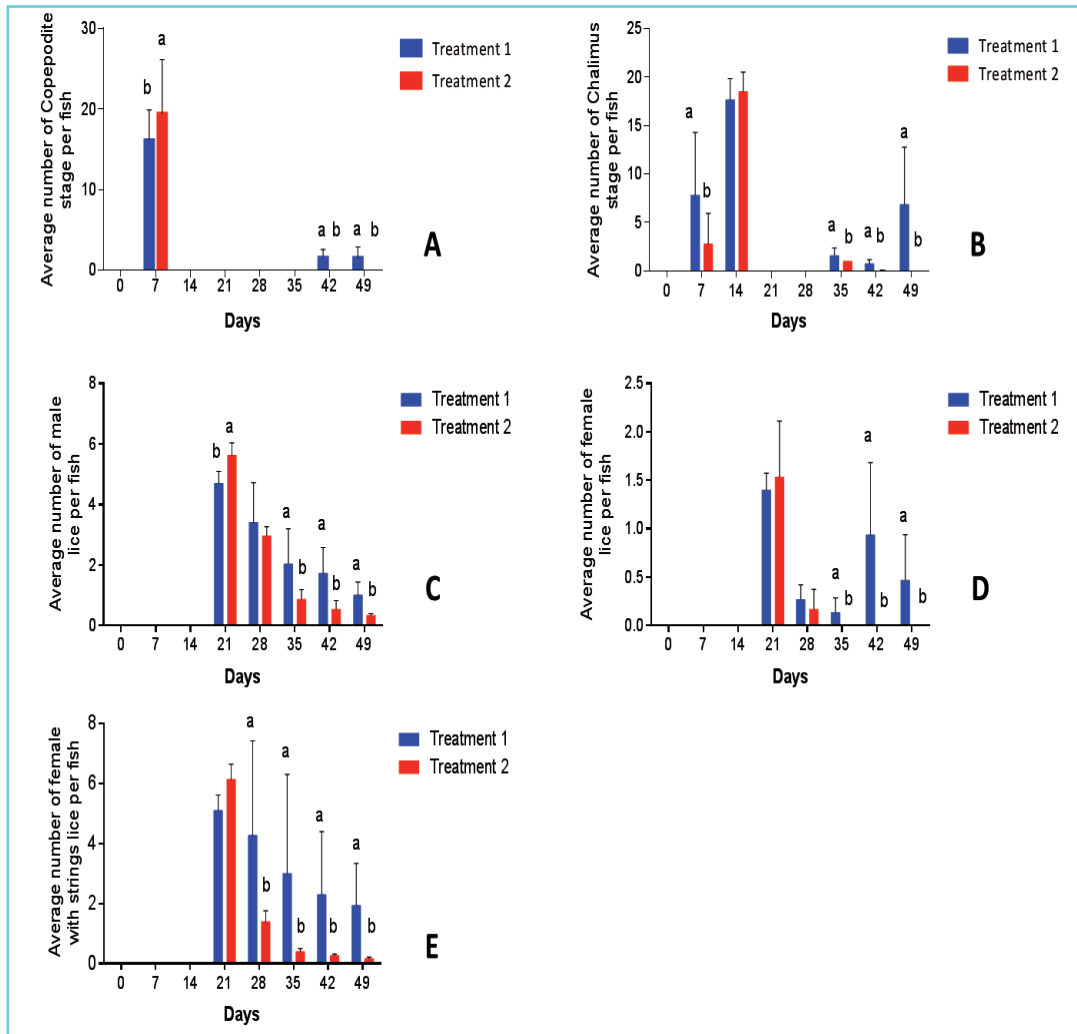 Average number of Copepodite
stage per fish
30
20
10
0
b
a
a b a b
Treatment 1
Treatment 2
A
0 7 14 21 28 35 42 49
Days
Average number of Chalimus
stage per fish
25
20
15
10
5
0
a
b
a
b
a
b
a
b
Treatment 1
Treatment 2
B
0 7 14 21 28 35 42 49
Days
Average number of male
lice per fish
8
6
4
2
0
b
a
a
b
a
b
a
b
Treatment 1
Treatment 2
C
0 7 14 21 28 35 42 49
Days
Average number of female
lice per fish
2.5
2.0
1.5
1.0
0.5
0.0
a
b
a
b
a
b
Treatment 1
Treatment 2
D
0 7 14 21 28 35 42 49
Days
Average number of female
with strings lice per fish
8
6
4
2
0
a
b
a
b
a
b
a
b
Treatment 1
Treatment 2
E
0 7 14 21 28 35 42 49
Days